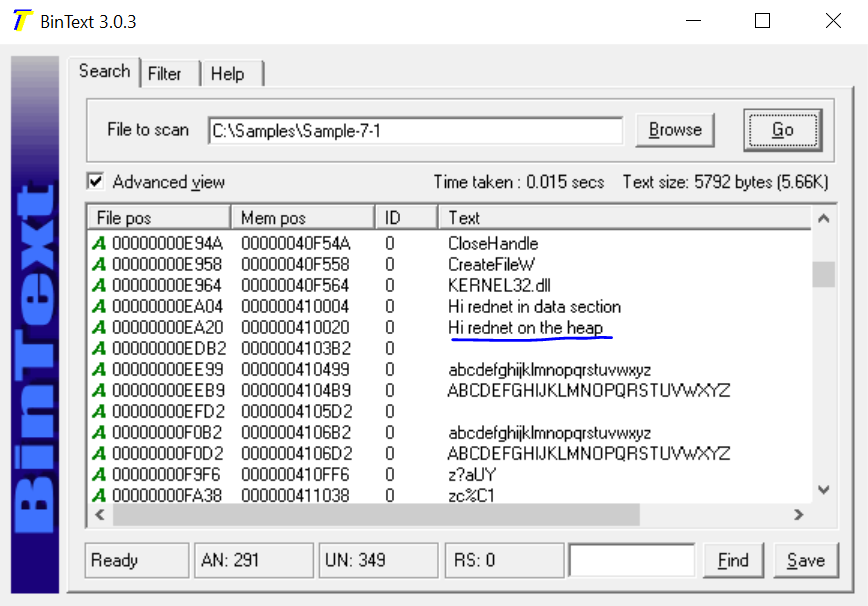 BinText 3.0.3
Search Filter Help
File to scan C:\Samples\Sample-7-1 Browse Go
Advanced view Time taken : 0.015 secs Text size: 5792 bytes (5.66K)
File pos Mem pos ID Text
A 00000000E94A 00000040F54A 0 CloseHandle
A 00000000E958 00000040F558 0 CreateFileW
A 00000000E964 00000040F564 0 KERNEL32.dll
A 00000000EA04 000000410004 0 Hi rednet in data section
A 00000000EA20 000000410020 0 Hi rednet on the heap
A 00000000EDB2 0000004103B2 0
A 00000000EE99 000000410499 0 abcdefghijklmnopqrstuvwxyz
A 00000000EEB9 0000004104B9 0 ABCDEFGHIJKLMNOPQRSTUVWXYZ
A 00000000EFD2 0000004105D2 0
A 00000000F0B2 0000004106B2 0 abcdefghijklmnopqrstuvwxyz
A 00000000F0D2 0000004106D2 0 ABCDEFGHIJKLMNOPQRSTUVWXYZ
A 00000000F9F6 000000410FF6 0 z?aUY
A 00000000FA38 000000411038 0 zc%C1
Ready AN: 291 UN: 349 RS: 0 Find Save
BinText